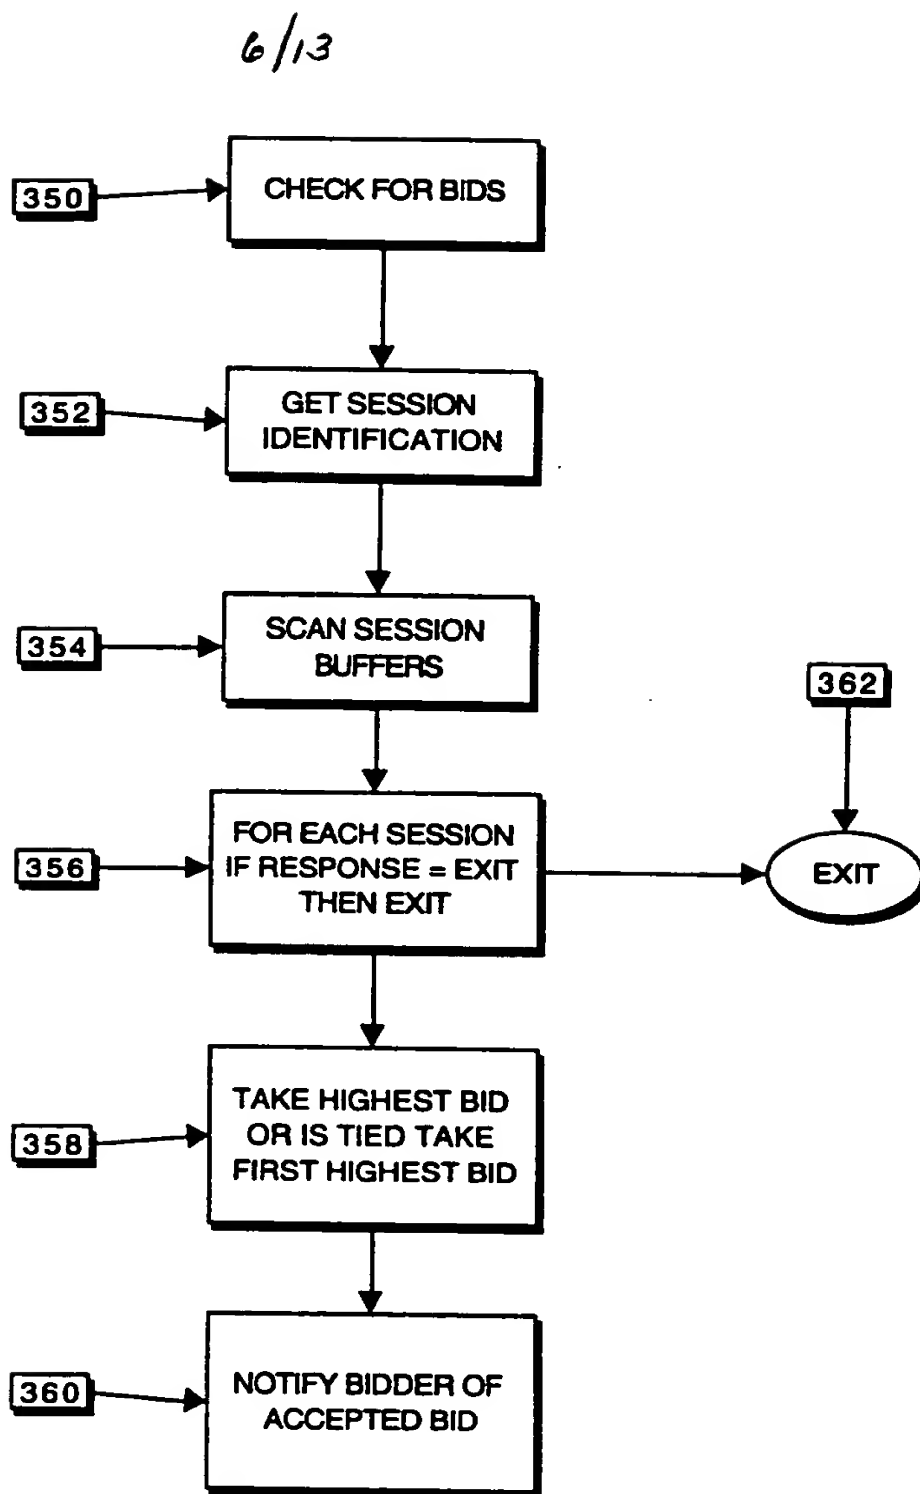 6/13
350
CHECK FOR BIDS
352
GET SESSION
IDENTIFICATION
354
SCAN SESSION
BUFFERS
362
356
FOR EACH SESSION
IF RESPONSE = EXIT
THEN EXIT
EXIT
358
TAKE HIGHEST BID
OR IS TIED TAKE
FIRST HIGHEST BID
360
NOTIFY BIDDER OF
ACCEPTED BID